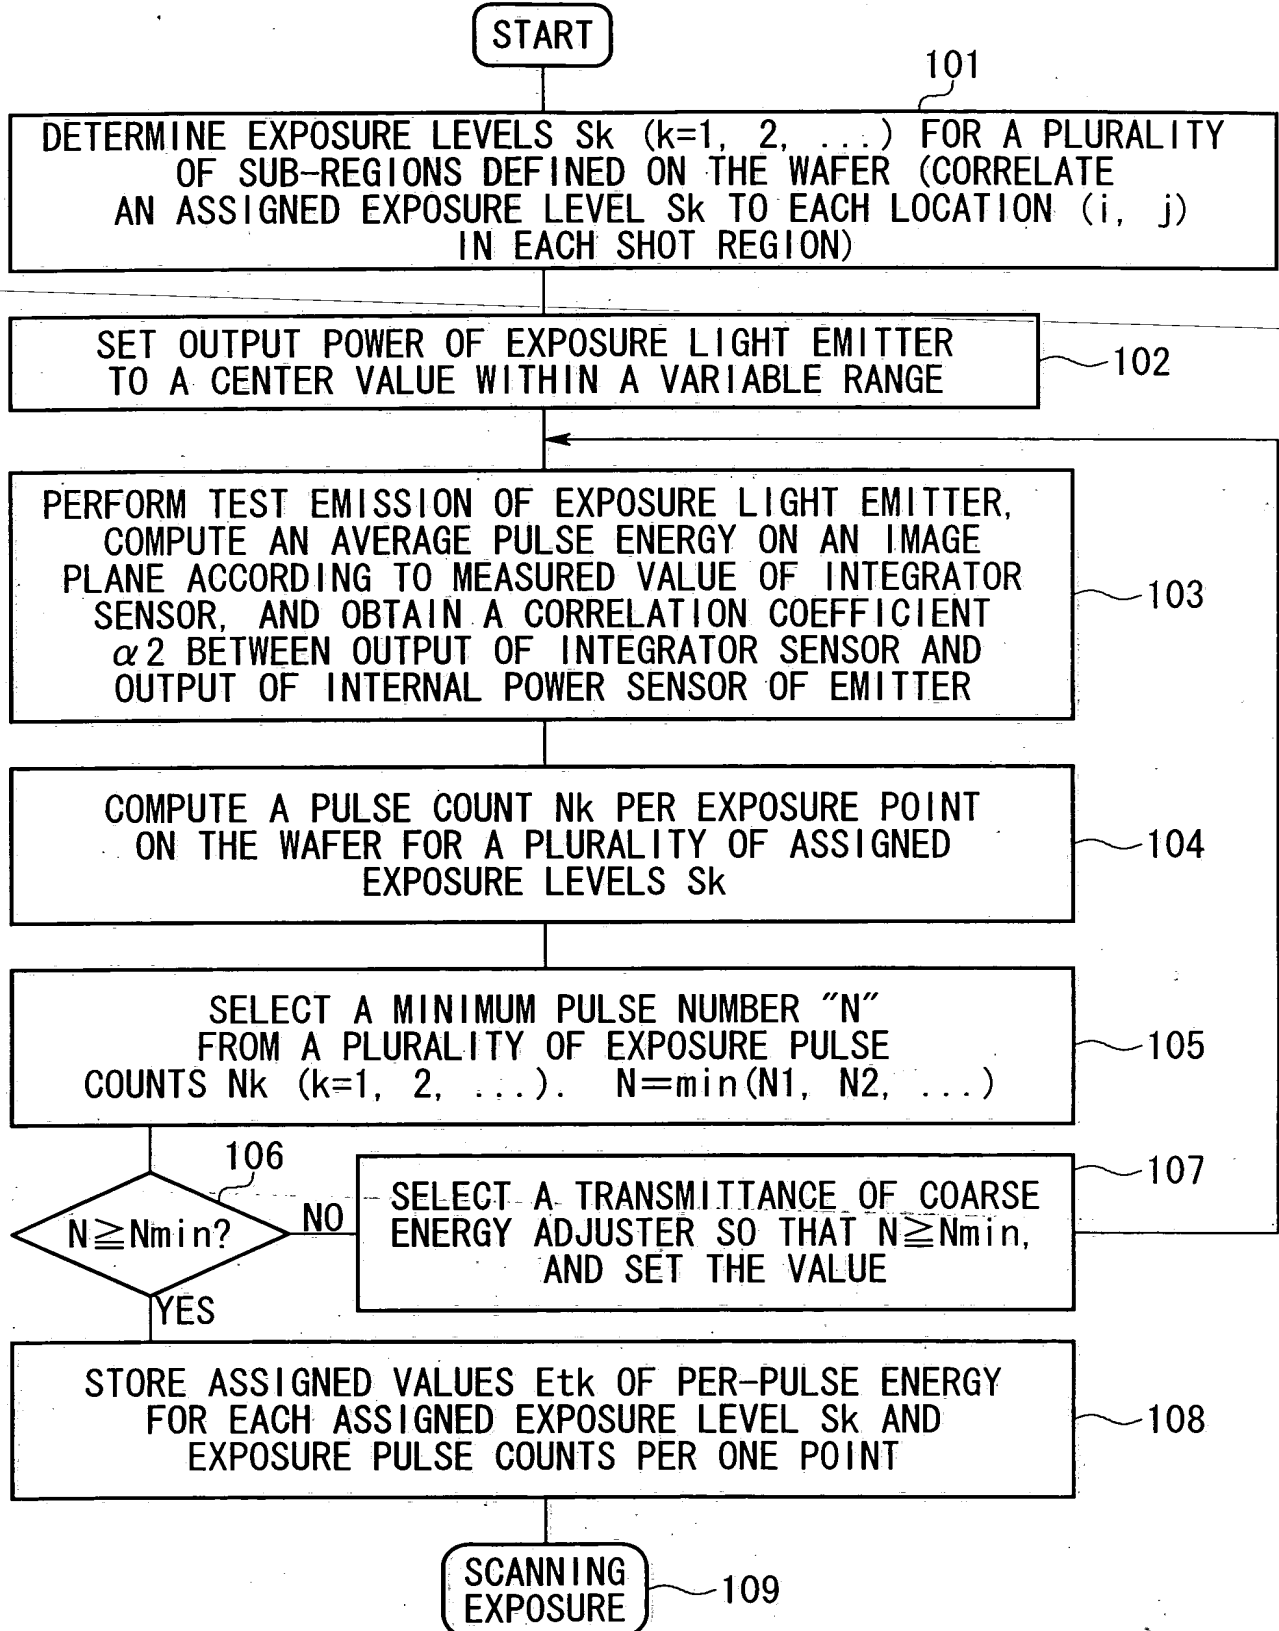 START
101
DETERMINE EXPOSURE LEVELS Sk (k=1, 2, ...) FOR A PLURALITY
OF SUB-REGIONS DEFINED ON THE WAFER (CORRELATE
AN ASSIGNED EXPOSURE LEVEL Sk TO EACH LOCATION (i, j)
IN EACH SHOT REGION)
SET OUTPUT POWER OF EXPOSURE LIGHT EMITTER
TO A CENTER VALUE WITHIN A VARIABLE RANGE
102
PERFORM TEST EMISSION OF EXPOSURE LIGHT EMITTER,
COMPUTE AN AVERAGE PULSE ENERGY ON AN IMAGE
PLANE ACCORDING TO MEASURED VALUE OF INTEGRATOR
SENSOR, AND OBTAIN A CORRELATION COEFFICIENT
α2 BETWEEN OUTPUT OF INTEGRATOR SENSOR AND
OUTPUT OF INTERNAL POWER SENSOR OF EMITTER
103
COMPUTE A PULSE COUNT Nk PER EXPOSURE POINT
ON THE WAFER FOR A PLURALITY OF ASSIGNED
EXPOSURE LEVELS Sk
104
SELECT A MINIMUM PULSE NUMBER "N"
FROM A PLURALITY OF EXPOSURE PULSE
COUNTS Nk (k=1, 2, ...). N=min(N1, N2, ...)
105
106
N≧Nmin?
NO
YES
SELECT A TRANSMITTANCE OF COARSE
ENERGY ADJUSTER SO THAT N≧Nmin,
AND SET THE VALUE
107
STORE ASSIGNED VALUES Etk OF PER-PULSE ENERGY
FOR EACH ASSIGNED EXPOSURE LEVEL Sk AND
EXPOSURE PULSE COUNTS PER ONE POINT
108
SCANNING
EXPOSURE
109